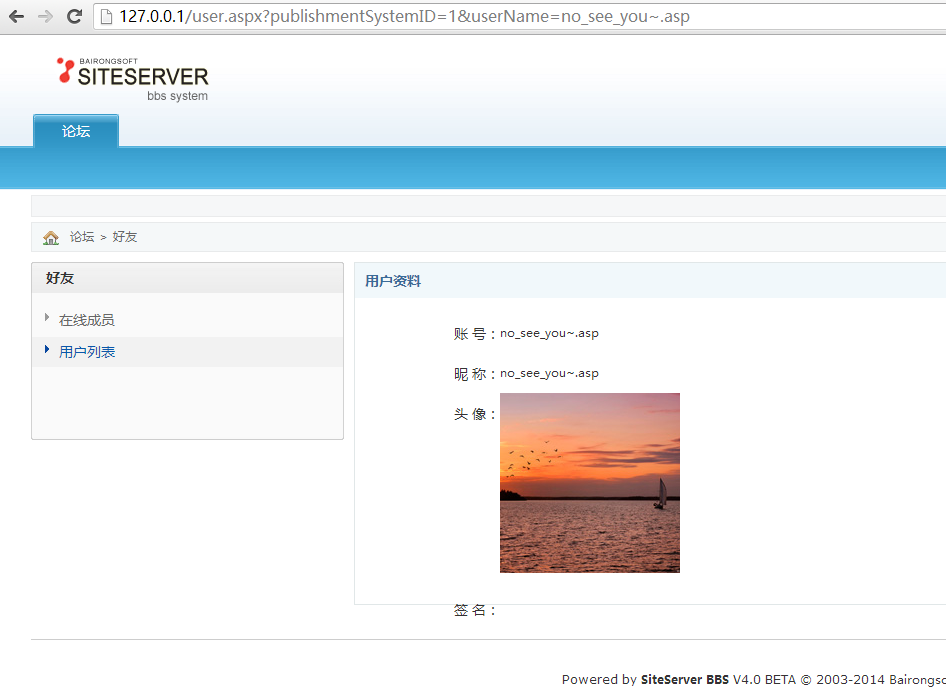 127.0.0.1/user.aspx?publishmentSystemID=1&userName=no_see_you~.asp
BAIRONGSOFT
SITESERVER
bbs system
论坛
论坛 > 好友
好友
在线成员
用户列表
用户资料
账 号：no_see_you~.asp
昵 称：no_see_you~.asp
头 像：
签 名：
Powered by SiteServer BBS V4.0 BETA © 2003-2014 Bairongso